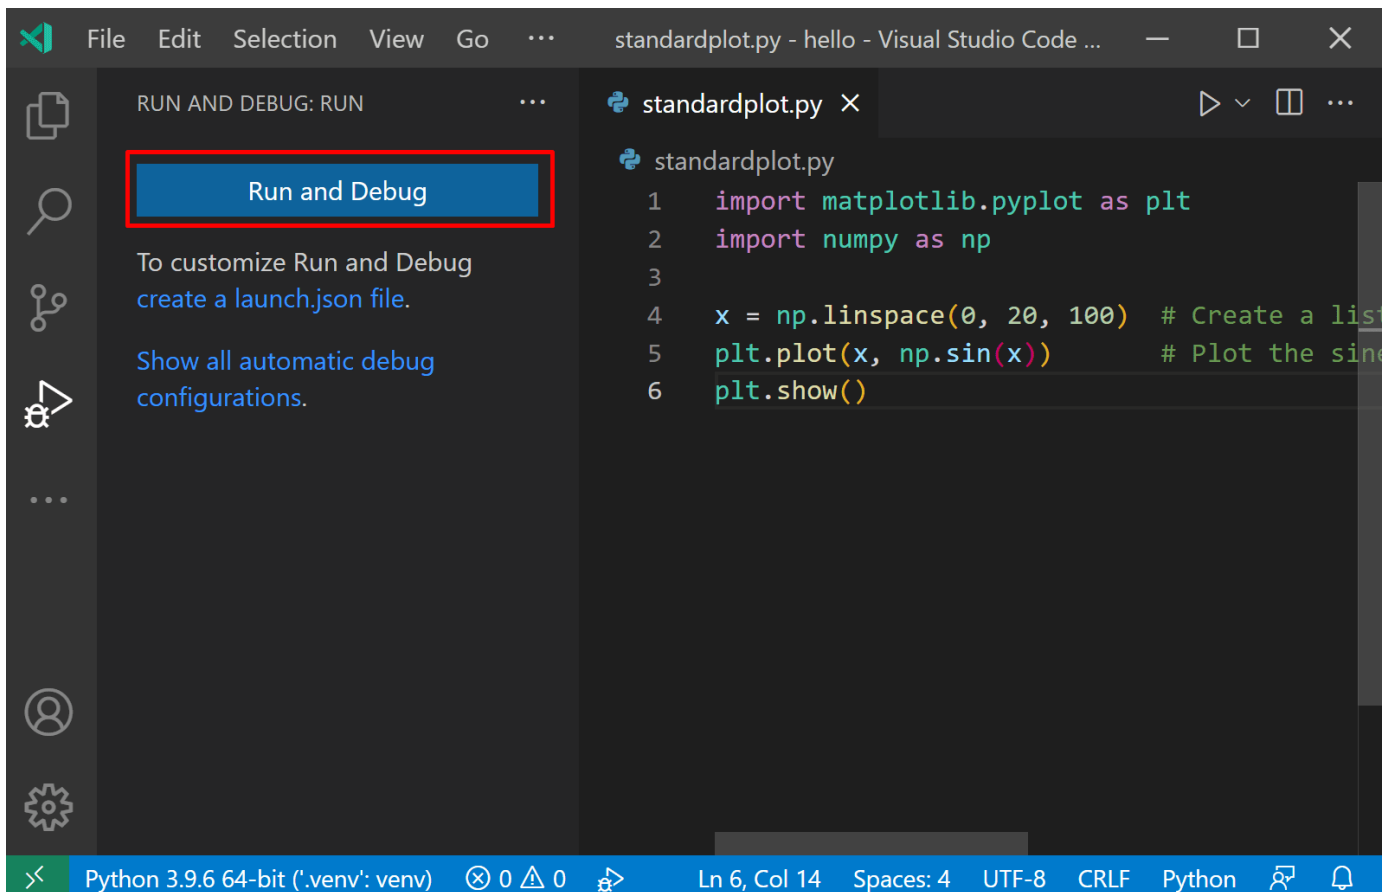 File Edit Selection View Go ··· standardplot.py - hello - Visual Studio Code ...
RUN AND DEBUG: RUN ···
Run and Debug
To customize Run and Debug
create a launch.json file.
Show all automatic debug
configurations.
standardplot.py
standardplot.py
1 import matplotlib.pyplot as plt
2 import numpy as np
3
4 x = np.linspace(0, 20, 100)  # Create a list
5 plt.plot(x, np.sin(x))       # Plot the sine
6 plt.show()
Python 3.9.6 64-bit ('.venv': venv) 0 0 Ln 6, Col 14 Spaces: 4 UTF-8 CRLF Python